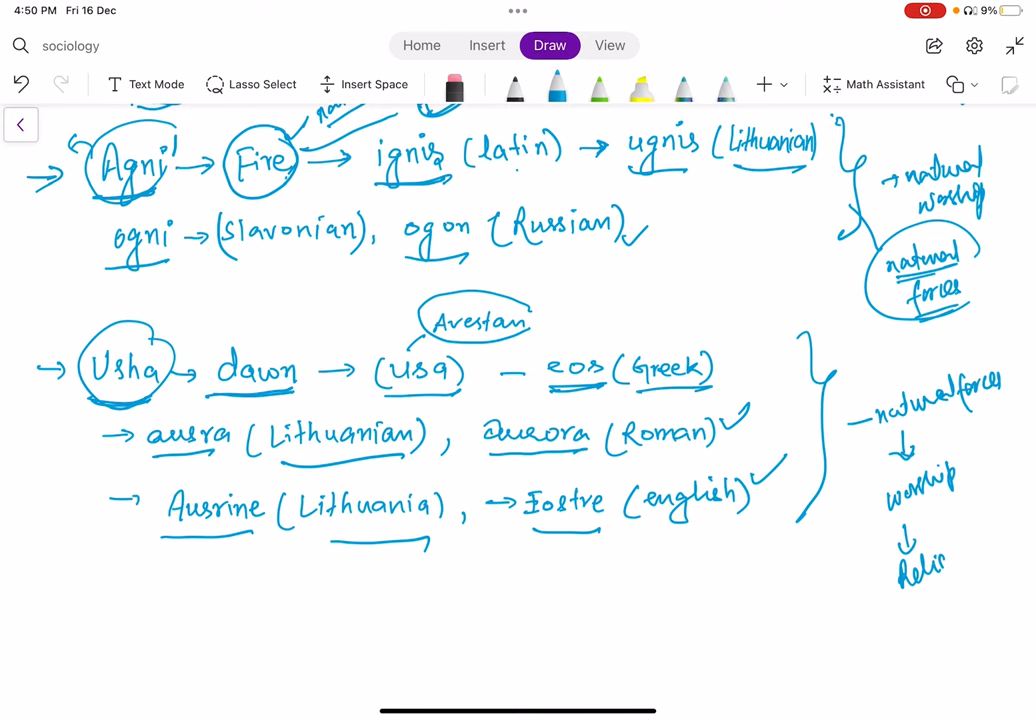 4:50 PM Fri 16 Dec
9%
sociology
Home Insert Draw View
Text Mode Lasso Select Insert Space Math Assistant
→ Agni → Fire → ignis (latin) → ugnis (Lithuanian)
ogni → (Slavonian), ogon (Russian)
→ natural worship
natural forces
Avestan
→ Usha → dawn → (usa) – eos (Greek)
→ ausra (Lithuanian), aurora (Roman)
→ Ausrine (Lithuania), → Eostre (english)
– natural forces
↓
worship
↓
Relis